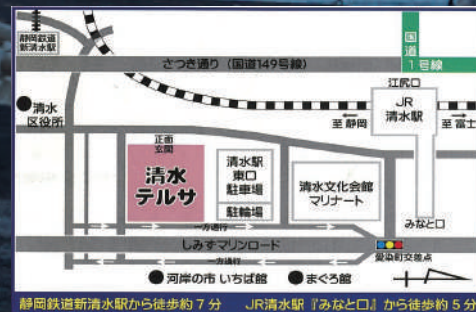 静岡鉄道
新清水駅
さつき通り（国道149号線）
国道
1号線
江尻口
JR
清水駅
至静岡
至富士
清水
区役所
正面
玄関
清水
テルサ
清水駅
東口
駐車場
駐輪場
清水文化会館
マリナート
みなと口
一方通行
しみずマリンロード
一方通行
愛染町交差点
河岸の市 いちば館
まぐろ館
静岡鉄道新清水駅から徒歩約7分 JR清水駅『みなと口』から徒歩約5分